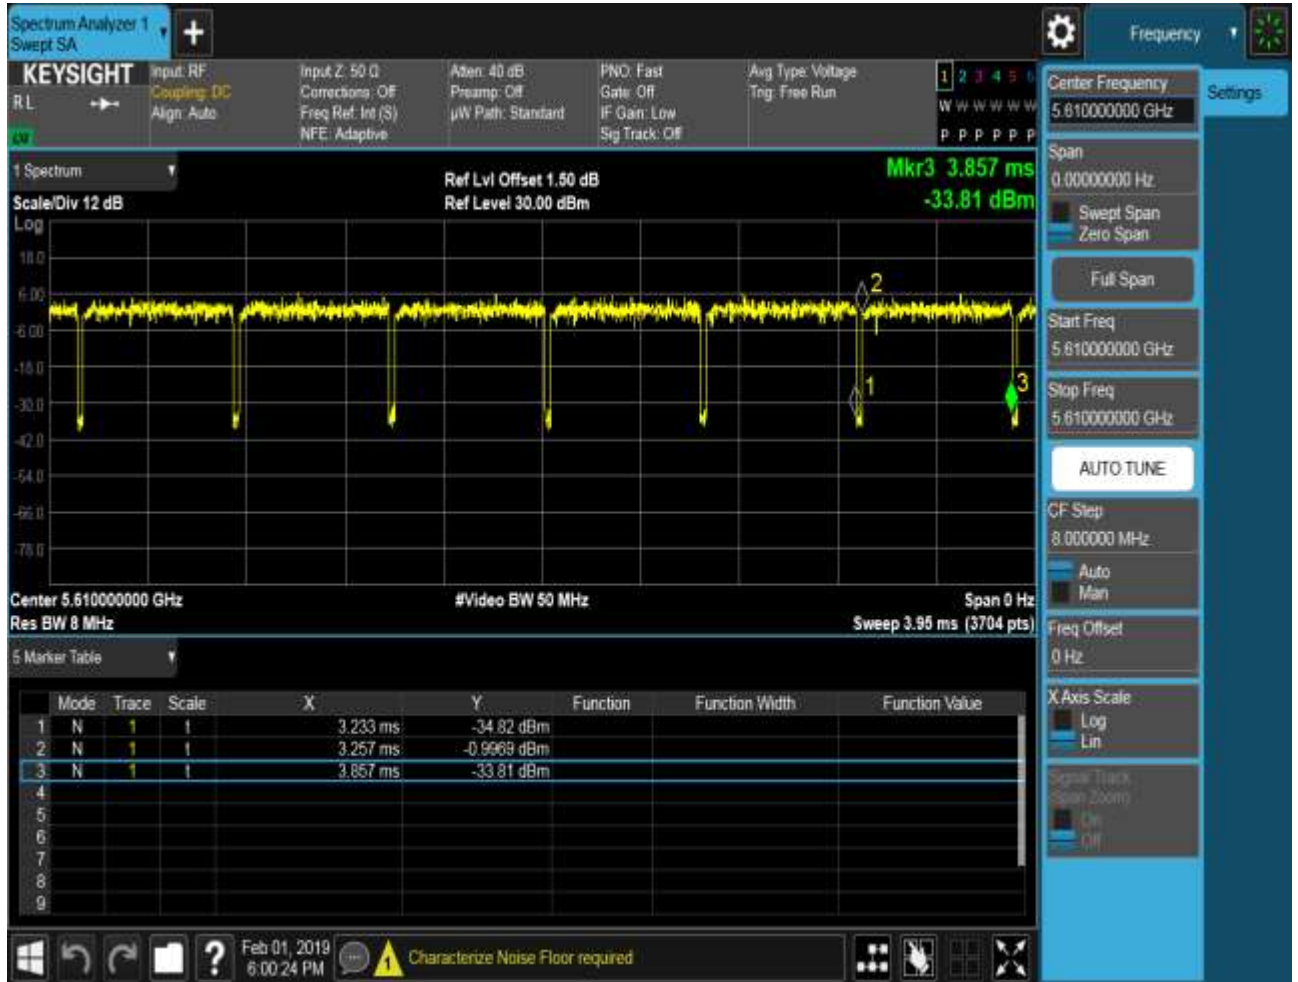 Spectrum Analyzer 1
Swept SA
Frequency
KEYSIGHT
R L
Input: RF
Coupling: DC
Align: Auto
Input Z: 50 Ω
Corrections: Off
Freq Ref: Int (S)
NFE: Adaptive
Atten: 40 dB
Preamp: Off
µW Path: Standard
PNO: Fast
Gate: Off
IF Gain: Low
Sig Track: Off
Avg Type: Voltage
Trig: Free Run
1 2 3 4 5 6
W W W W W W
P P P P P P
Settings
Center Frequency
5.610000000 GHz
Span
0.00000000 Hz
Swept Span
Zero Span
Full Span
Start Freq
5.610000000 GHz
Stop Freq
5.610000000 GHz
AUTO TUNE
CF Step
8.000000 MHz
Auto
Man
Freq Offset
0 Hz
X Axis Scale
Log
Lin
Signal Track
(Span Zoom)
On
Off
1 Spectrum
Scale/Div 12 dB
Log
Ref Lvl Offset 1.50 dB
Ref Level 30.00 dBm
Mkr3 3.857 ms
-33.81 dBm
18.0
6.00
-6.00
-18.0
-30.0
-42.0
-54.0
-66.0
-78.0
2
1
3
Center 5.610000000 GHz
Res BW 8 MHz
#Video BW 50 MHz
Span 0 Hz
Sweep 3.95 ms (3704 pts)
5 Marker Table
Mode Trace Scale X Y Function Function Width Function Value
1 N 1 t 3.233 ms -34.82 dBm
2 N 1 t 3.257 ms -0.9969 dBm
3 N 1 t 3.857 ms -33.81 dBm
4
5
6
7
8
9
Feb 01, 2019
6:00:24 PM
1
Characterize Noise Floor required